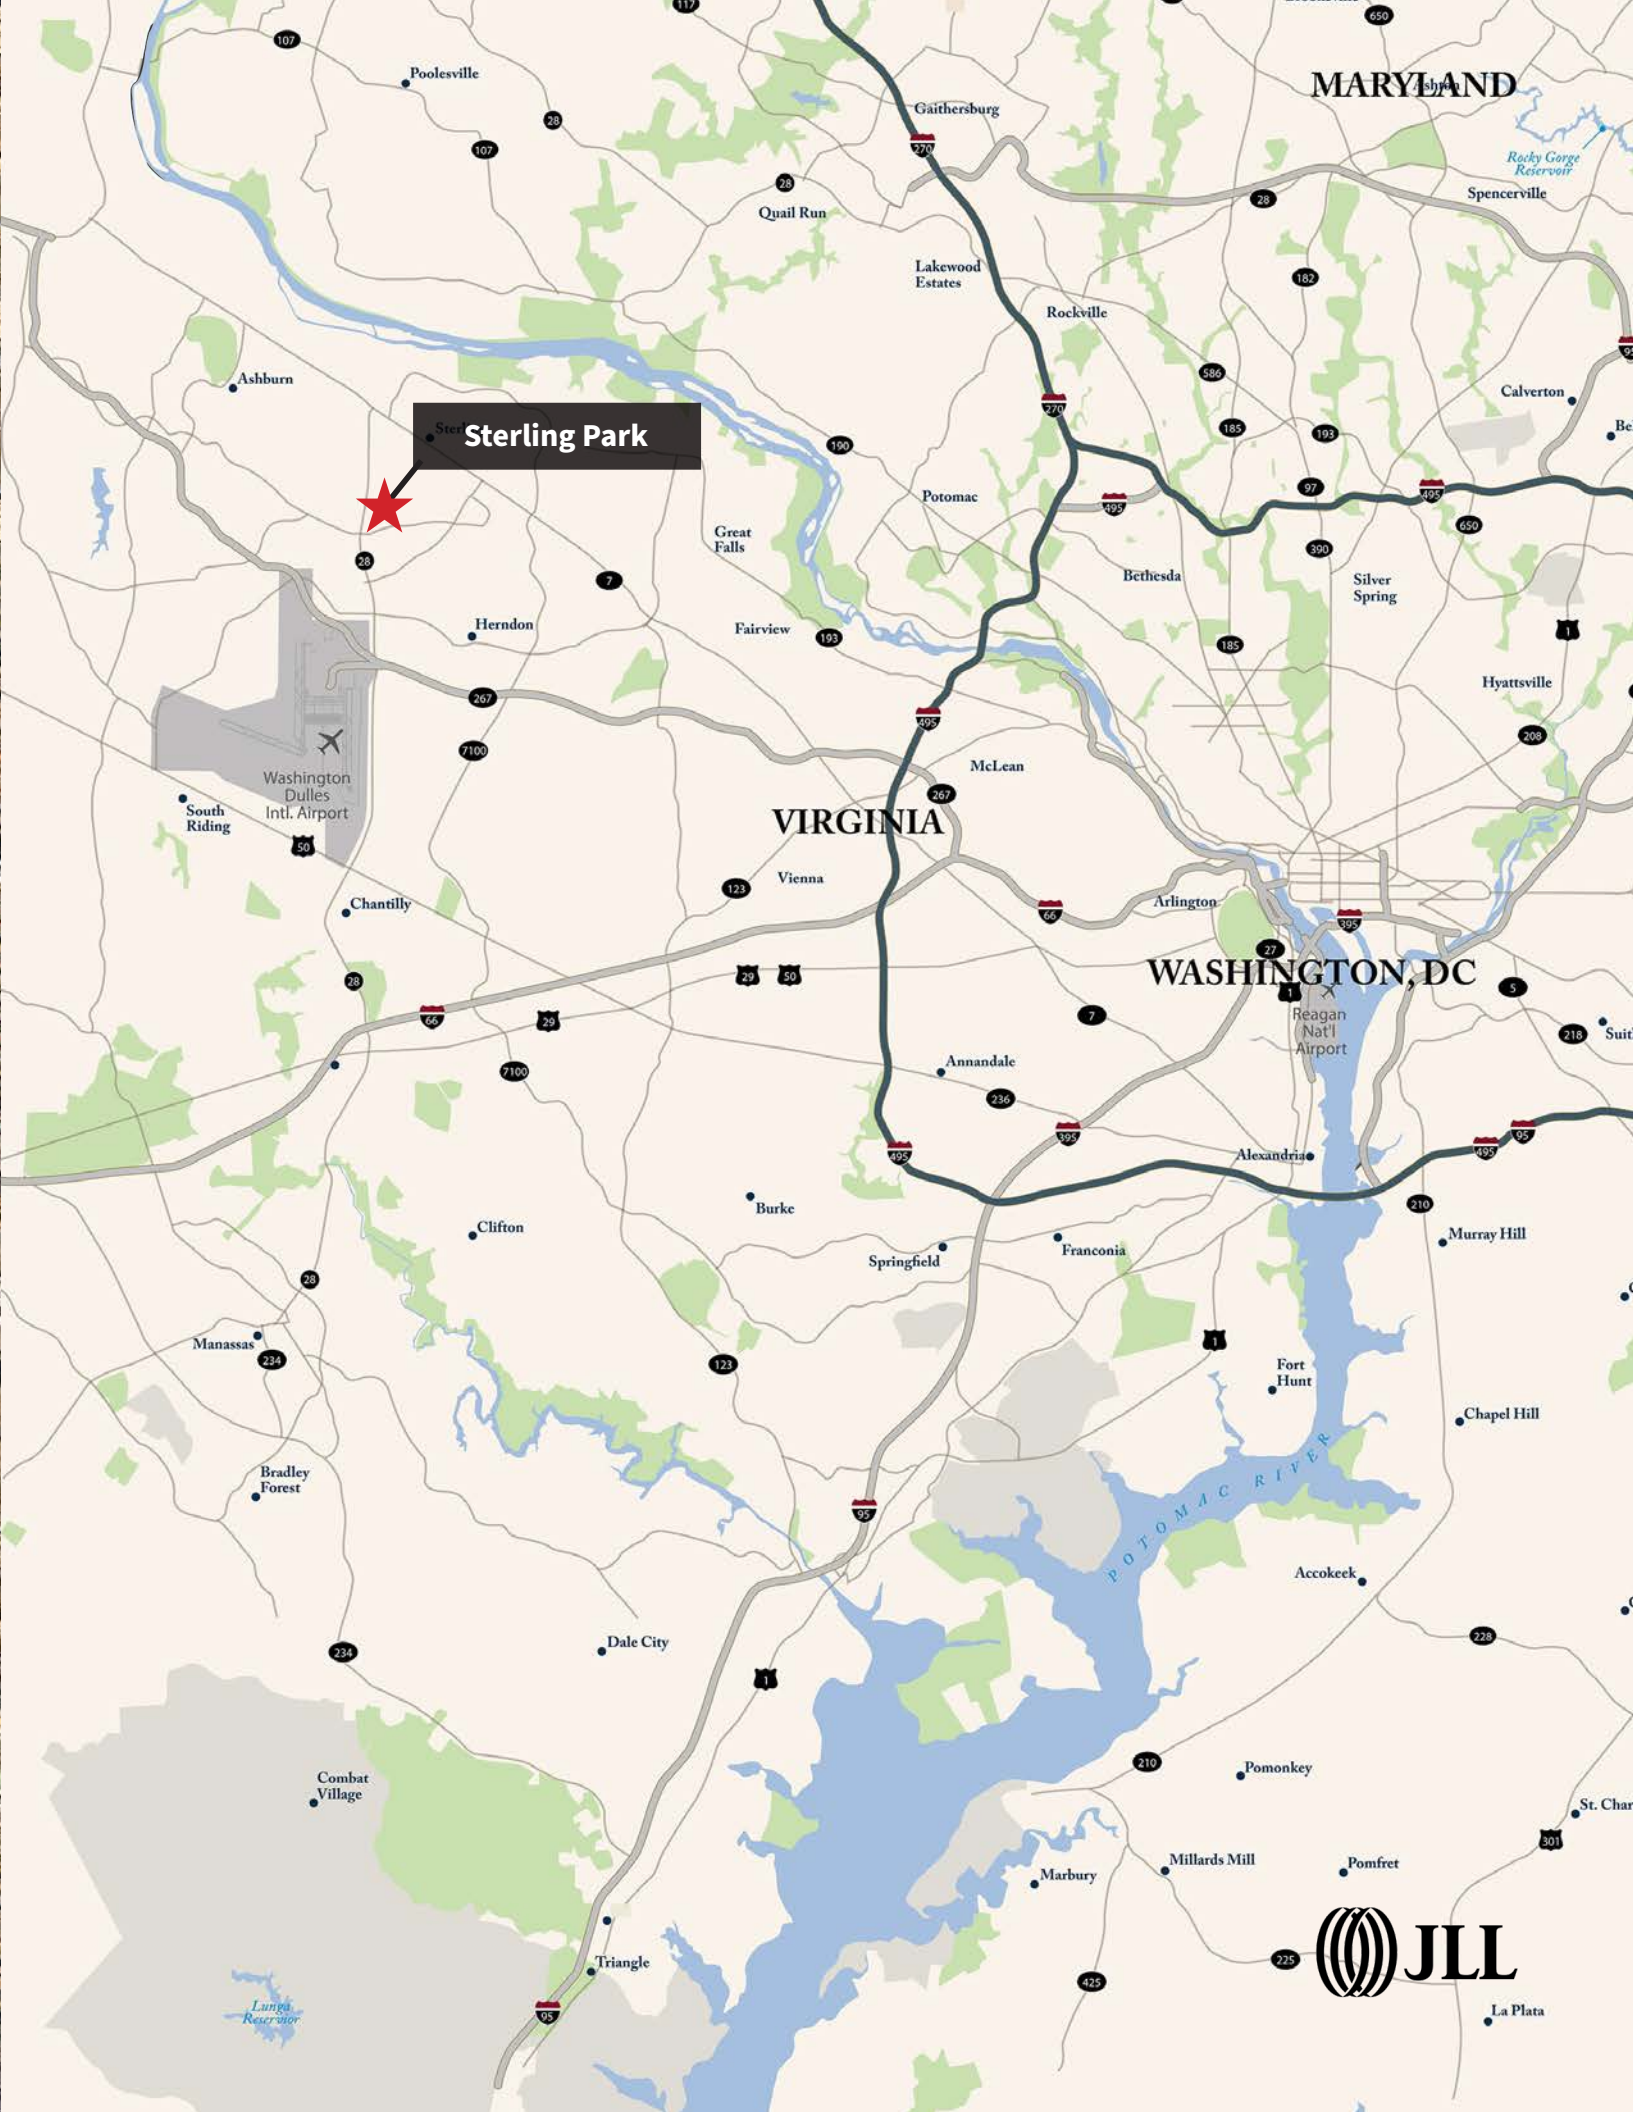 117
650
107
Poolesville
MARYLAND
Gaithersburg
28
107
270
Rocky Gorge
Reservoir
28
Quail Run
28
Spencerville
Lakewood
Estates
182
Rockville
586
Ashburn
Calverton
270
Sterling Park
190
185
193
Potomac
97
495
495
650
Great
Falls
390
28
7
Bethesda
Silver
Spring
Herndon
Fairview
193
185
1
267
Hyattsville
495
208
7100
McLean
Washington
Dulles
Intl. Airport
267
South
Riding
VIRGINIA
50
123
Vienna
Chantilly
66
Arlington
395
27
WASHINGTON, DC
28
29
50
1
5
66
29
7
Reagan
Nat'l
Airport
218
7100
Annandale
236
395
495
Alexandria
495
95
Burke
210
Clifton
Murray Hill
Springfield
Franconia
28
Manassas
234
123
1
Fort
Hunt
Chapel Hill
Bradley
Forest
POTOMAC RIVER
95
Accokeek
234
Dale City
228
1
Combat
Village
210
Pomonkey
301
Marbury
Millards Mill
Pomfret
JLL
Triangle
225
425
95
Lunga
Reservior
La Plata